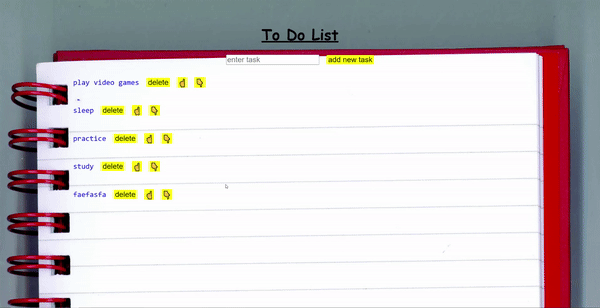 To Do List
enter task add new task
play video games delete
sleep delete
practice delete
study delete
faefasfa delete